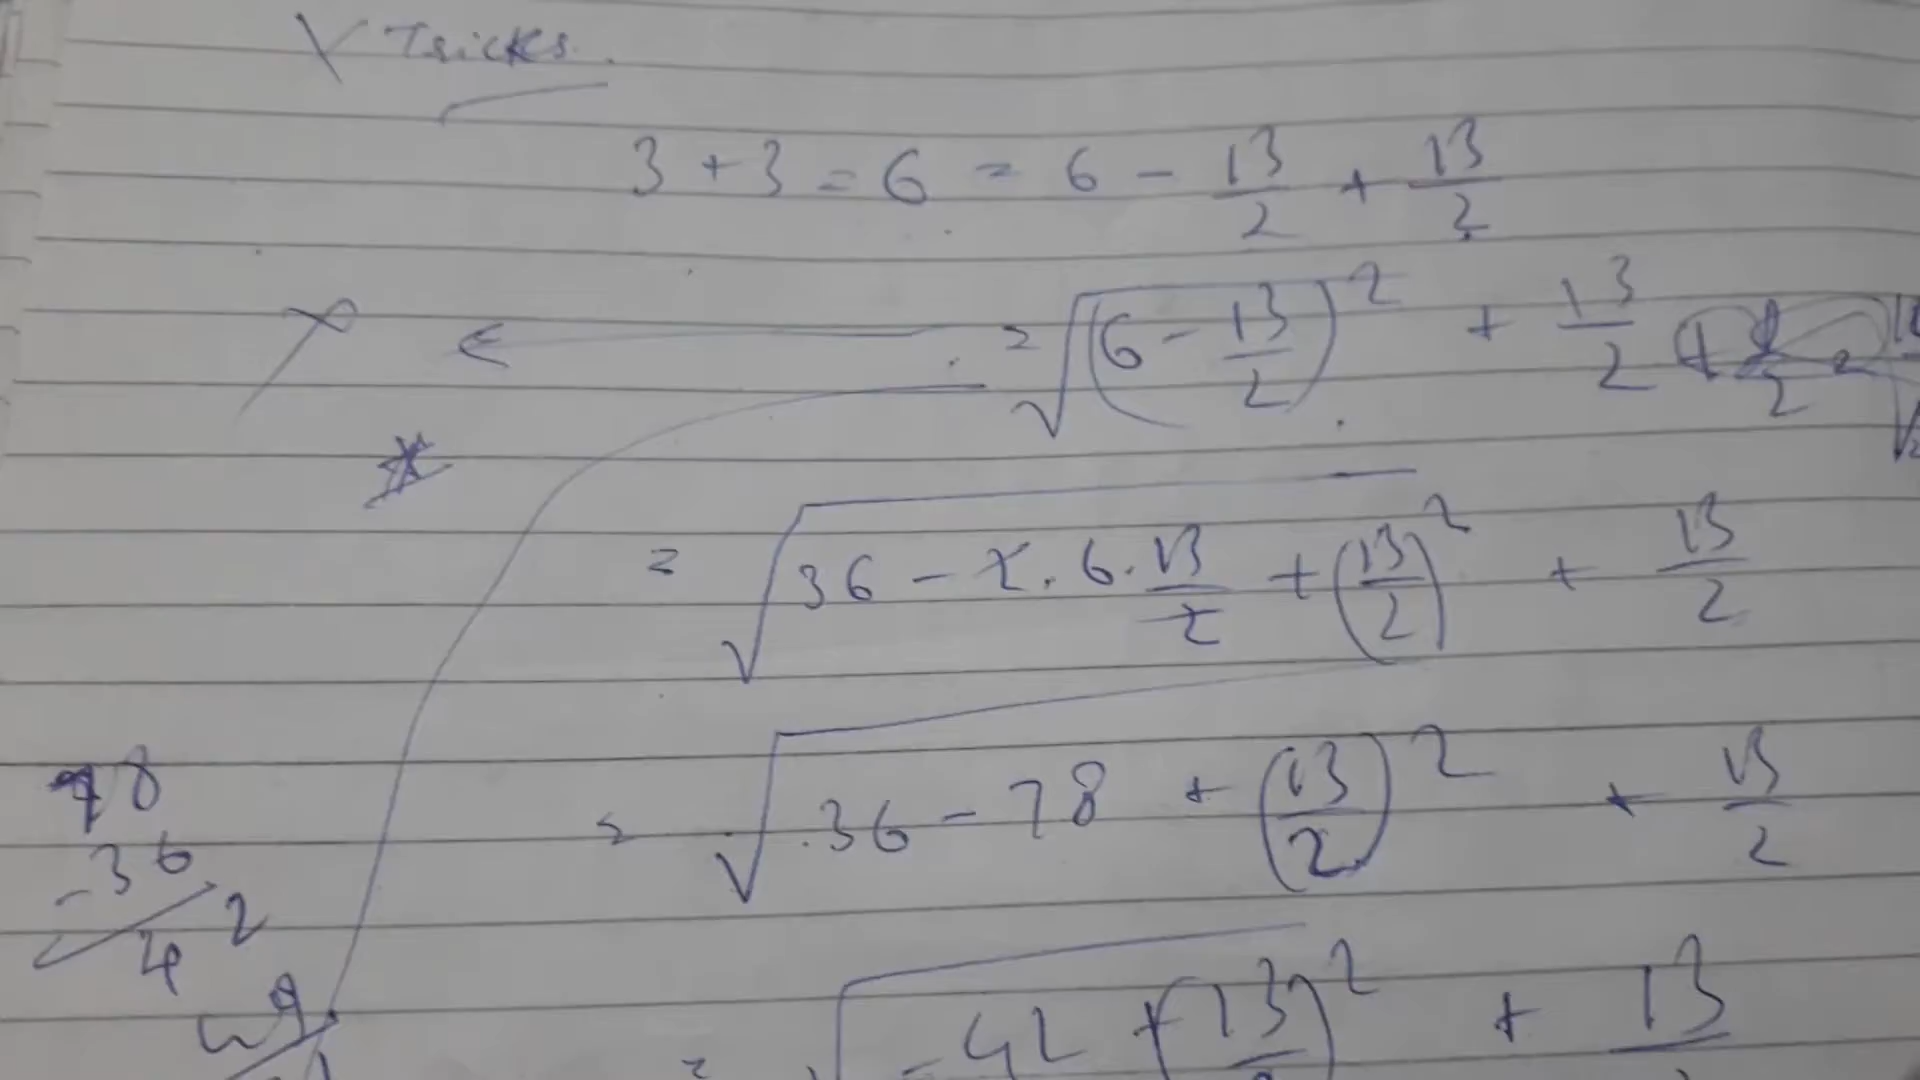 Tricks.
3 + 3 = 6 = 6 - 13/2 + 13/2
= √(6 - 13/2)² + 13/2
= √36 - 2 . 6 . 13/2 + (13/2)² + 13/2
= √36 - 78 + (13/2)² + 13/2
78
- 36
42
= √-42 + (13/2)² + 13